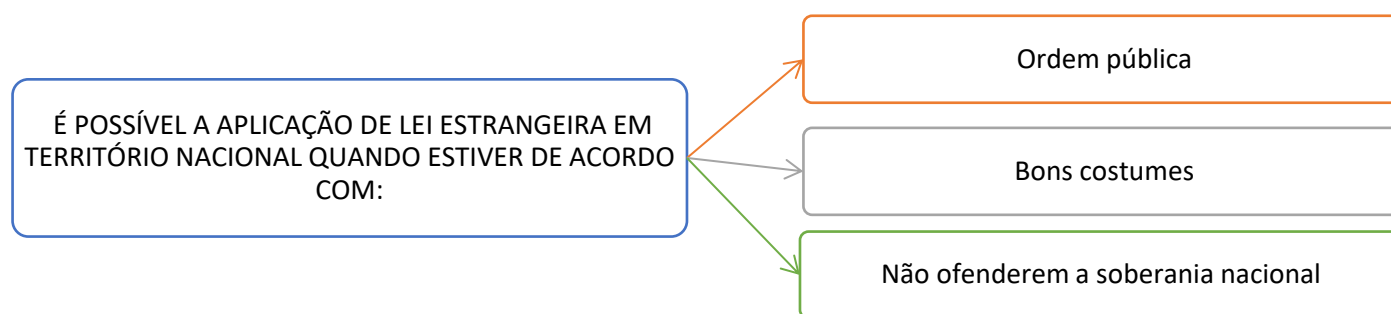 É POSSÍVEL A APLICAÇÃO DE LEI ESTRANGEIRA EM
TERRITÓRIO NACIONAL QUANDO ESTIVER DE ACORDO
COM:
Ordem pública
Bons costumes
Não ofenderem a soberania nacional